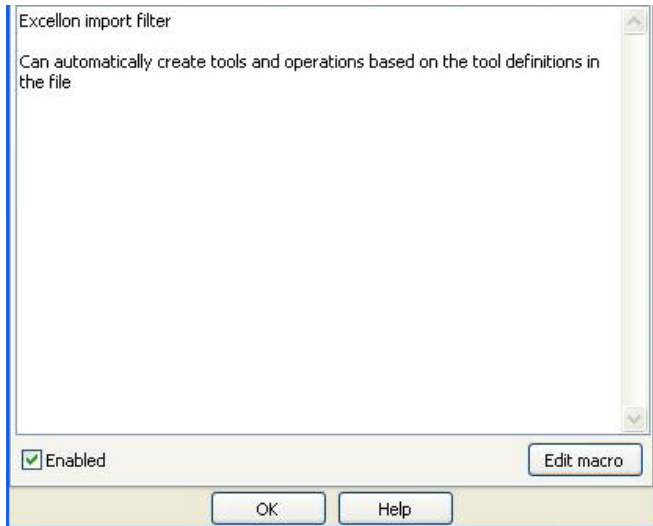 Excellon import filter
Can automatically create tools and operations based on the tool definitions in
the file
Enabled
Edit macro
OK
Help